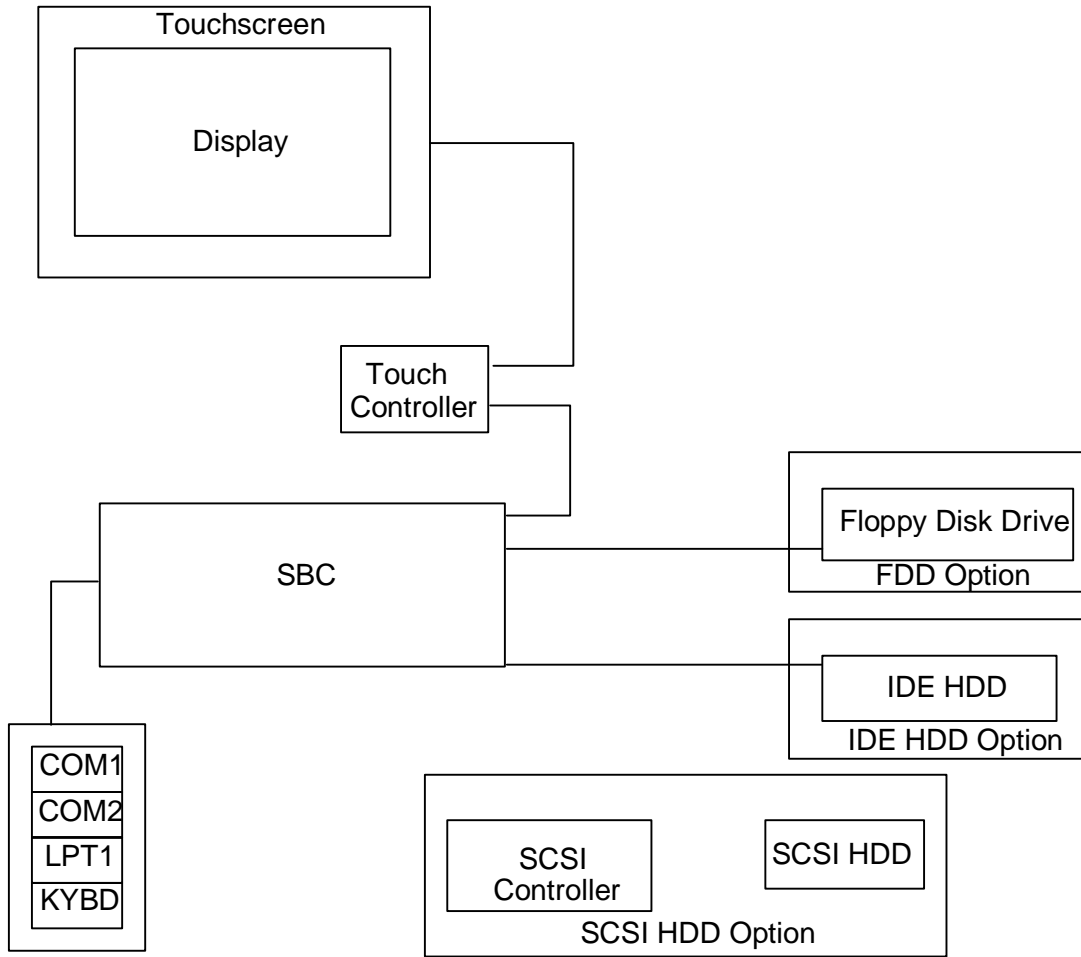 Touchscreen
Display
Touch
Controller
SBC
Floppy Disk Drive
FDD Option
IDE HDD
IDE HDD Option
COM1
COM2
LPT1
KYBD
SCSI
Controller
SCSI HDD
SCSI HDD Option